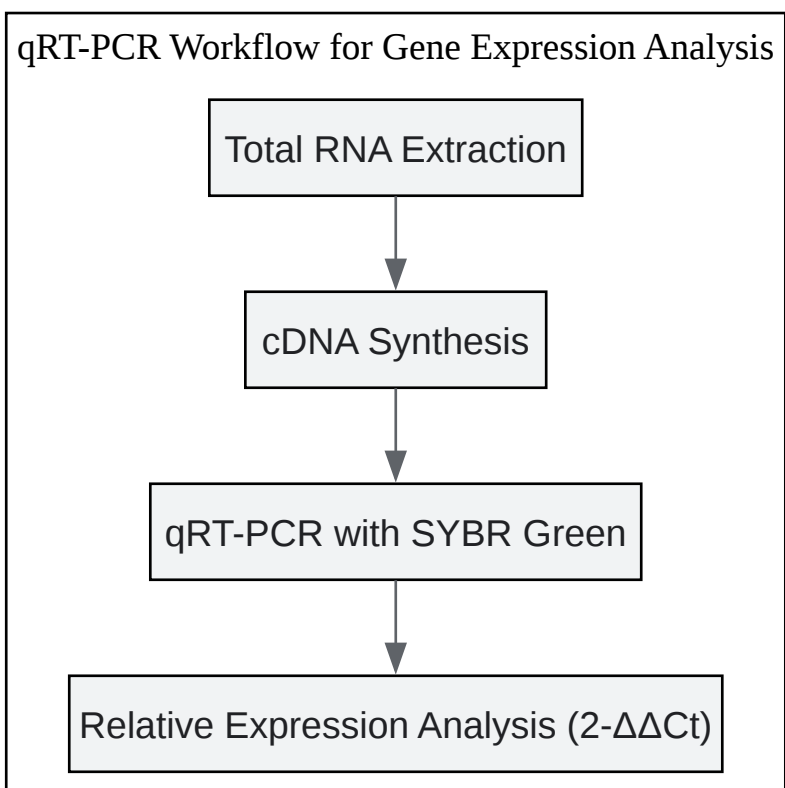 qRT-PCR Workflow for Gene Expression Analysis
Total RNA Extraction
cDNA Synthesis
qRT-PCR with SYBR Green
Relative Expression Analysis (2-ΔΔCt)